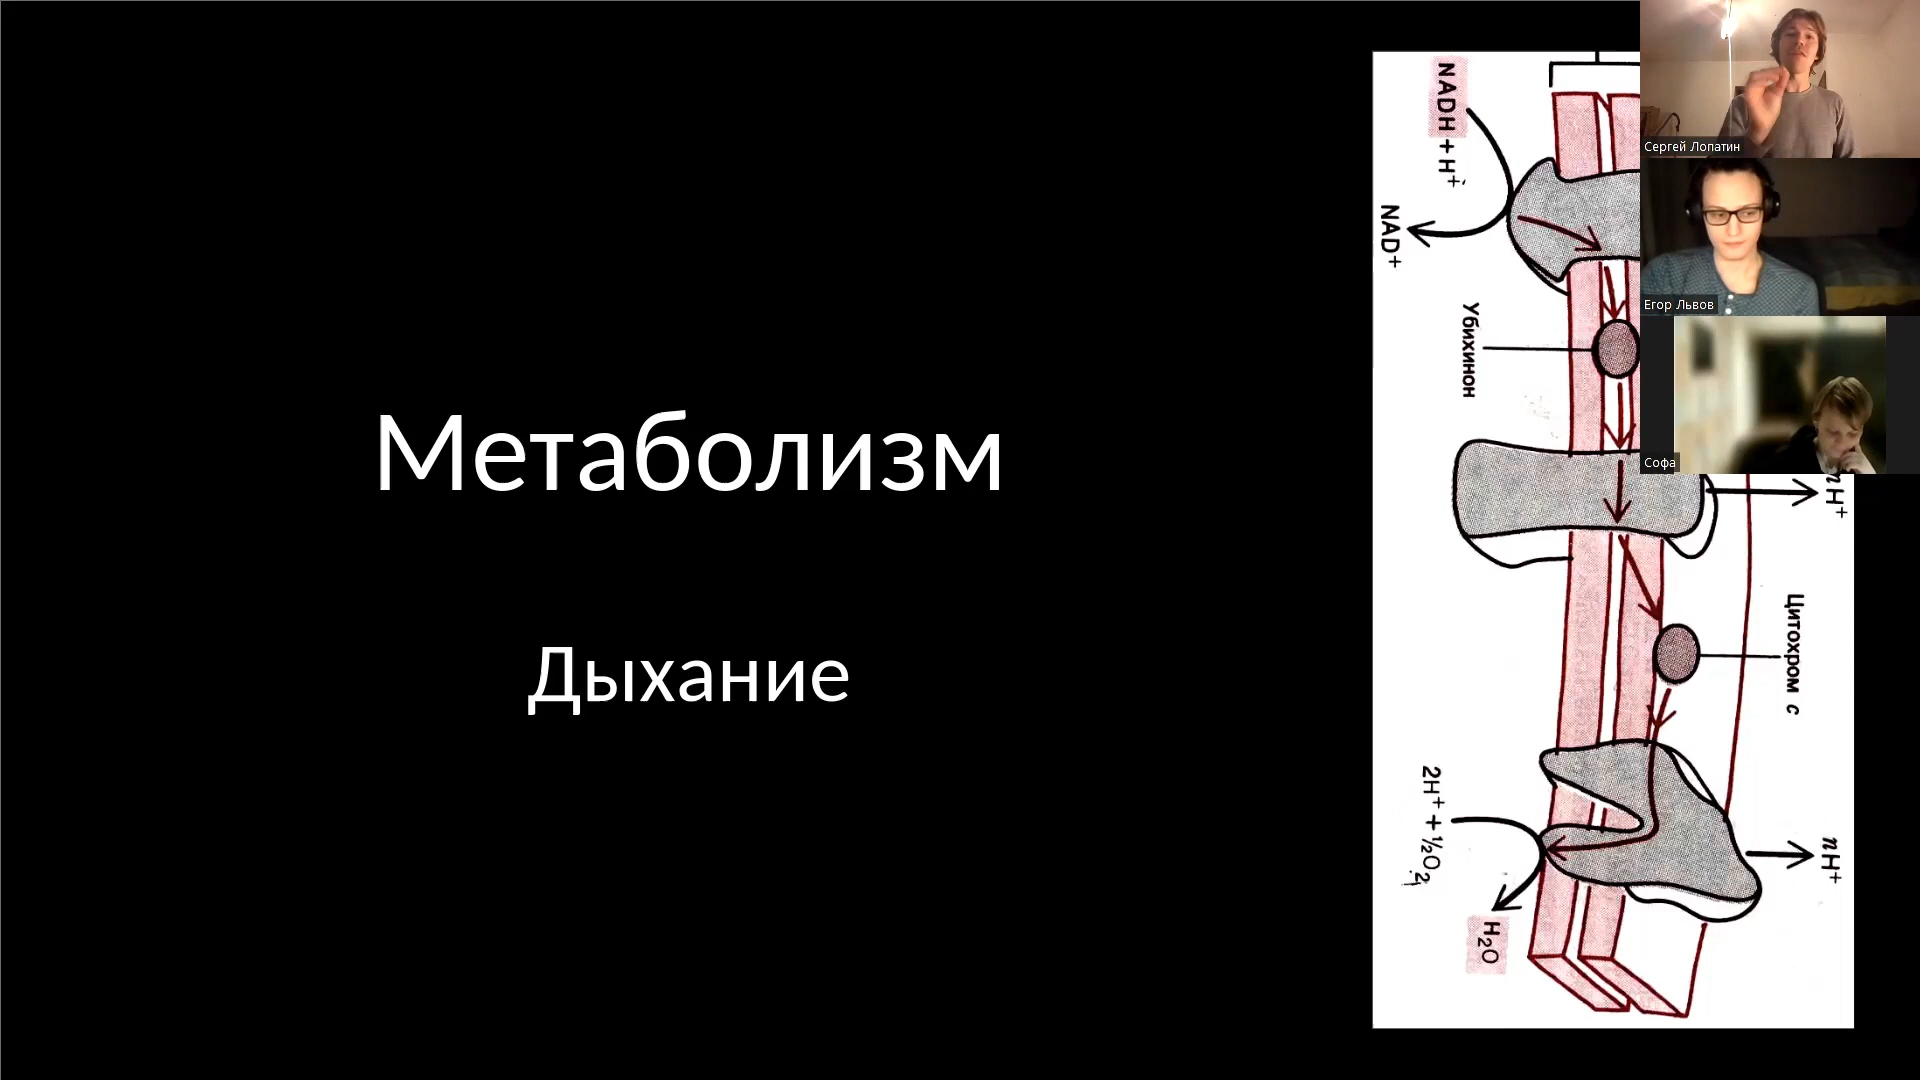 Метаболизм
Дыхание
NADH + H+
NAD+
Убихинон
nH+
Цитохром c
2H+ + ½O2
nH+
H2O
Сергей Лопатин
Егор Львов
Софа